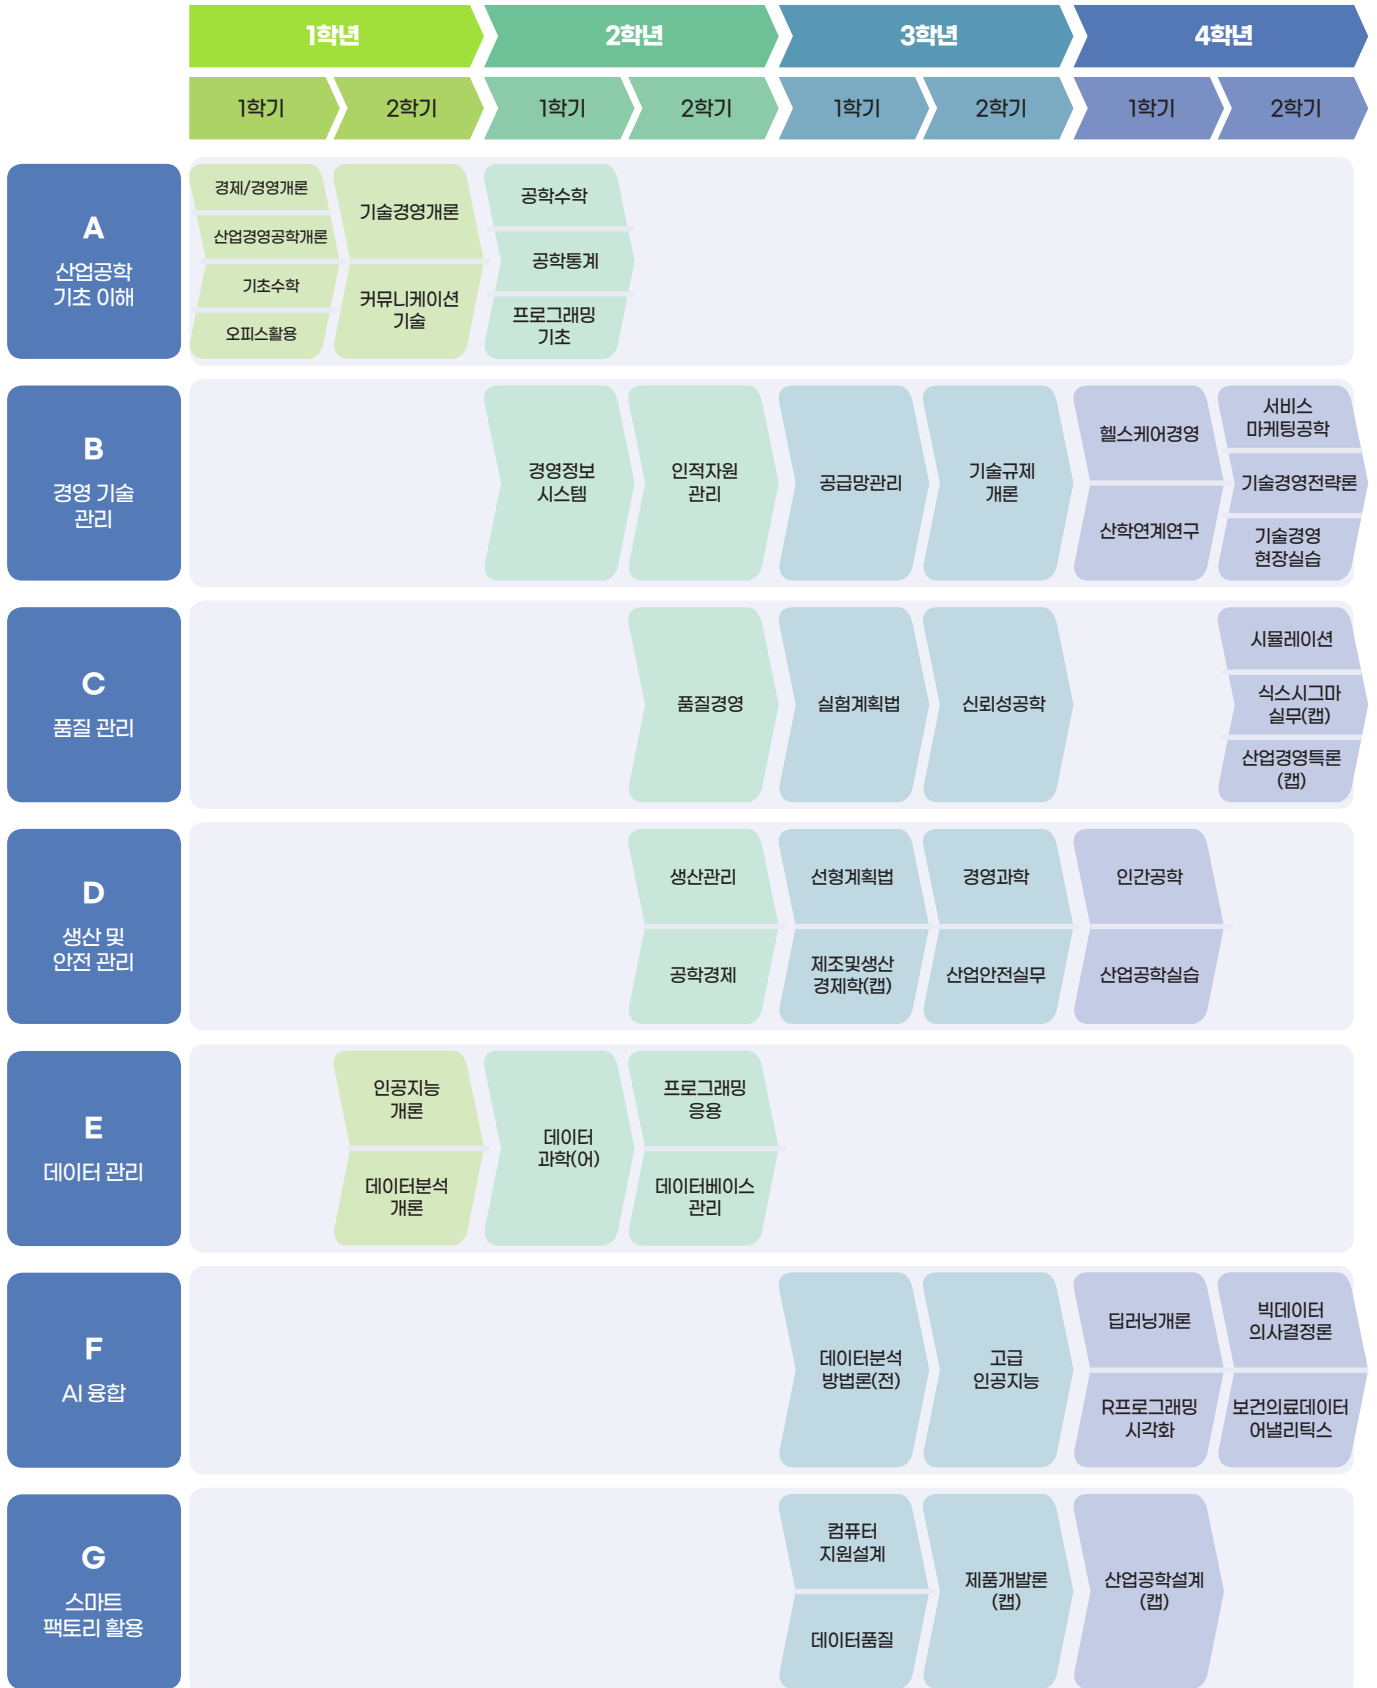 1학년
2학년
3학년
4학년
1학기
2학기
1학기
2학기
1학기
2학기
1학기
2학기
A
산업공학
기초 이해
경제/경영개론
산업경영공학개론
기초수학
오피스활용
기술경영개론
커뮤니케이션
기술
공학수학
공학통계
프로그래밍
기초
B
경영 기술
관리
경영정보
시스템
인적자원
관리
공급망관리
기술규제
개론
헬스케어경영
산학연계연구
서비스
마케팅공학
기술경영전략론
기술경영
현장실습
C
품질 관리
품질경영
실험계획법
신뢰성공학
시뮬레이션
식스시그마
실무(캡)
산업경영특론
(캡)
D
생산 및
안전 관리
생산관리
공학경제
선형계획법
제조및생산
경제학(캡)
경영과학
산업안전실무
인간공학
산업공학실습
E
데이터 관리
인공지능
개론
데이터분석
개론
데이터
과학(어)
프로그래밍
응용
데이터베이스
관리
F
AI 융합
데이터분석
방법론(전)
고급
인공지능
딥러닝개론
R프로그래밍
시각화
빅데이터
의사결정론
보건의료데이터
어낼리틱스
G
스마트
팩토리 활용
컴퓨터
지원설계
데이터품질
제품개발론
(캡)
산업공학설계
(캡)